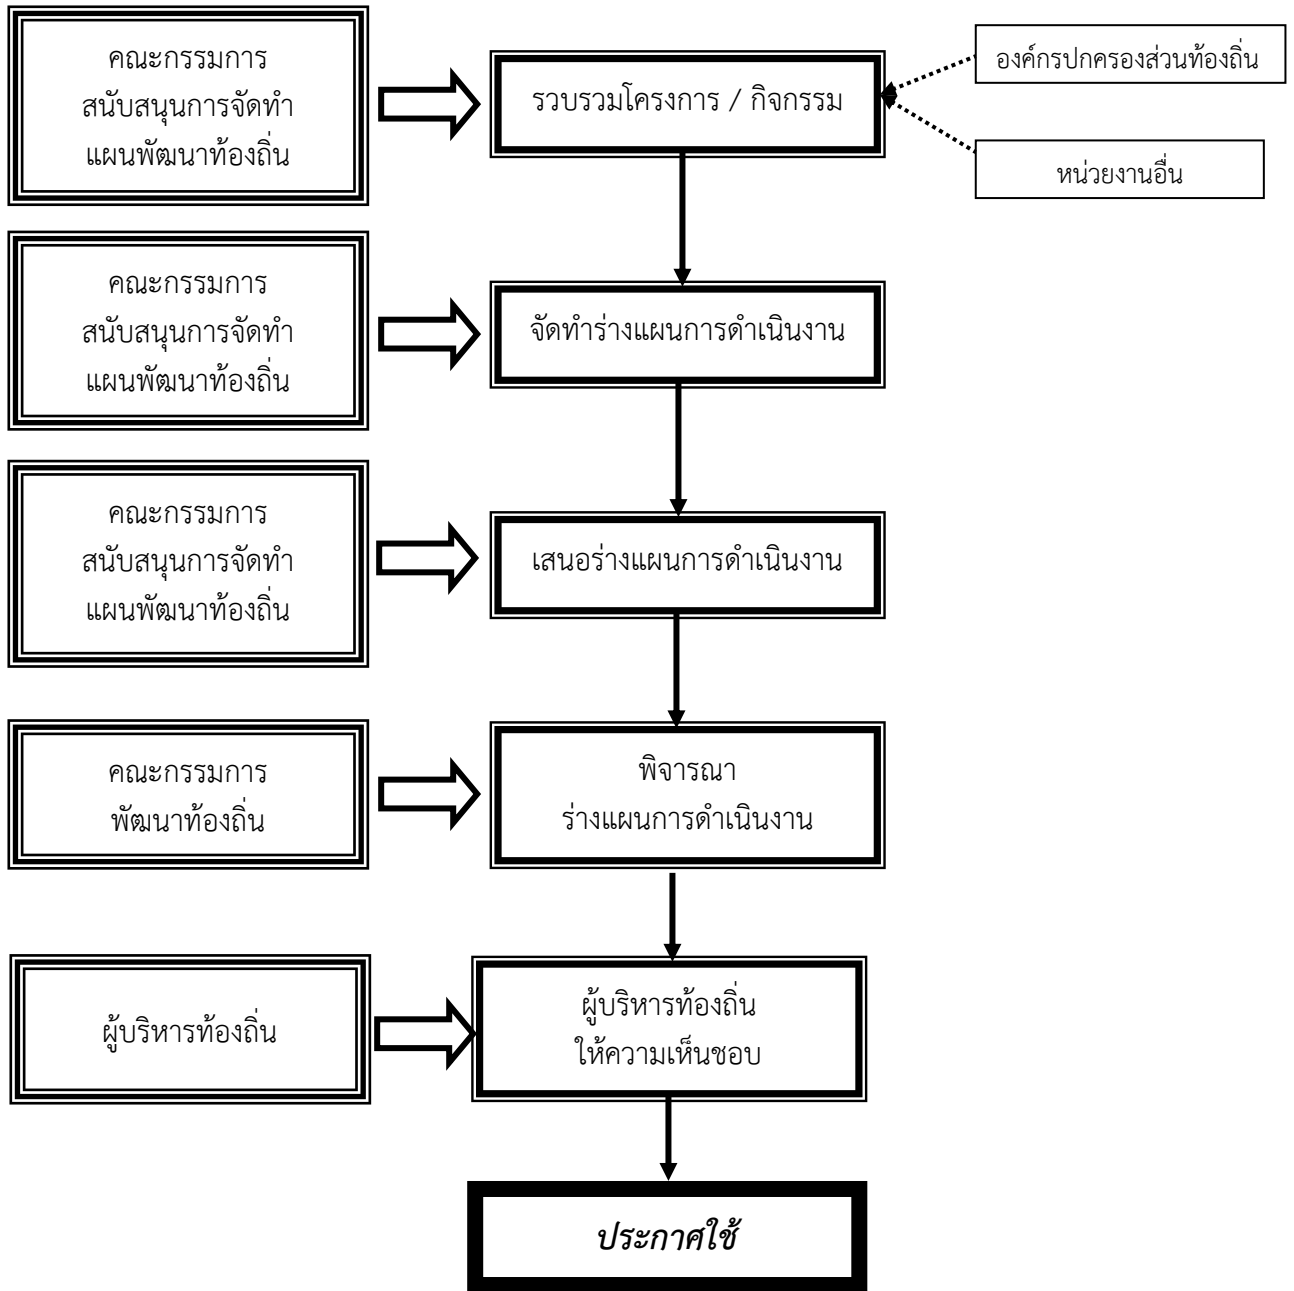 คณะกรรมการ
สนับสนุนการจัดทำ
แผนพัฒนาท้องถิ่น
รวบรวมโครงการ / กิจกรรม
องค์กรปกครองส่วนท้องถิ่น
หน่วยงานอื่น
คณะกรรมการ
สนับสนุนการจัดทำ
แผนพัฒนาท้องถิ่น
จัดทำร่างแผนการดำเนินงาน
คณะกรรมการ
สนับสนุนการจัดทำ
แผนพัฒนาท้องถิ่น
เสนอร่างแผนการดำเนินงาน
คณะกรรมการ
พัฒนาท้องถิ่น
พิจารณา
ร่างแผนการดำเนินงาน
ผู้บริหารท้องถิ่น
ผู้บริหารท้องถิ่น
ให้ความเห็นชอบ
ประกาศใช้